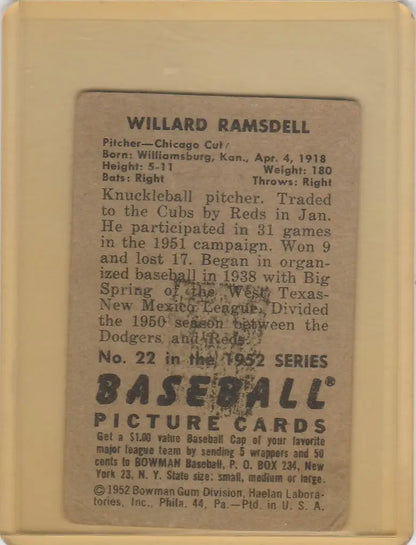 WILLARD RAMSDELL
Pitcher—Chicago Cubs
Born: Williamsburg, Kan., Apr. 4, 1918
Height: 5-11 Weight: 180
Bats: Right Throws: Right
Knuckleball pitcher. Traded
to the Cubs by Reds in Jan.
He participated in 31 games
in the 1951 campaign. Won 9
and lost 17. Began in organ-
ized baseball in 1938 with Big
Spring of the West Texas-
New Mexico League. Divided
the 1950 season between the
Dodgers and Reds.
No. 22 in the 1952 SERIES
BASEBALL®
PICTURE CARDS
Get a $1.00 value Baseball Cap of your favorite
major league team by sending 5 wrappers and 50
cents to BOWMAN Baseball, P. O. BOX 234, New
York 23, N. Y. State size: small, medium or large.
©1952 Bowman Gum Division, Haelan Labora-
tories, Inc., Phila. 44, Pa.—Ptd. in U. S. A.